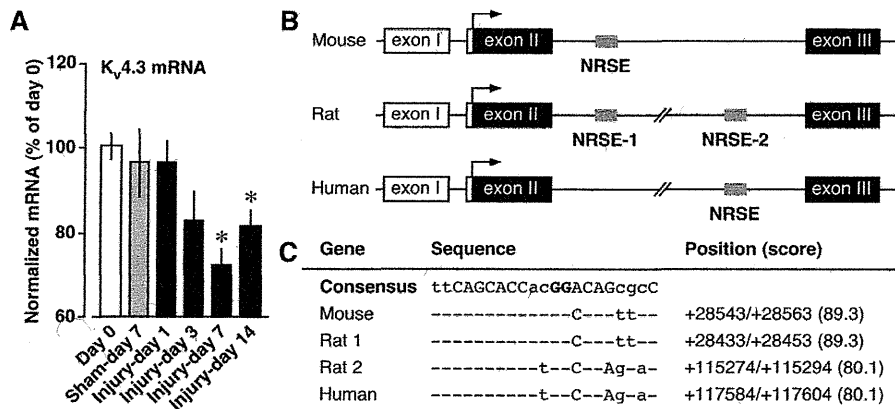 A
K_v4.3 mRNA
Normalized mRNA (% of day 0)
120
100
80
60
*
*
Day 0
Sham-day 7
Injury-day 1
Injury-day 3
Injury-day 7
Injury-day 14
B
Mouse exon I exon II exon III
NRSE
Rat exon I exon II exon III
NRSE-1 NRSE-2
Human exon I exon II exon III
NRSE
C Gene Sequence Position (score)
Consensus ttCAGCACCacGGACAGcgcC
Mouse -------------C---tt-- +28543/+28563 (89.3)
Rat 1 -------------C---tt-- +28433/+28453 (89.3)
Rat 2 ----------t--C--Ag-a- +115274/+115294 (80.1)
Human ----------t--C--Ag-a- +117584/+117604 (80.1)